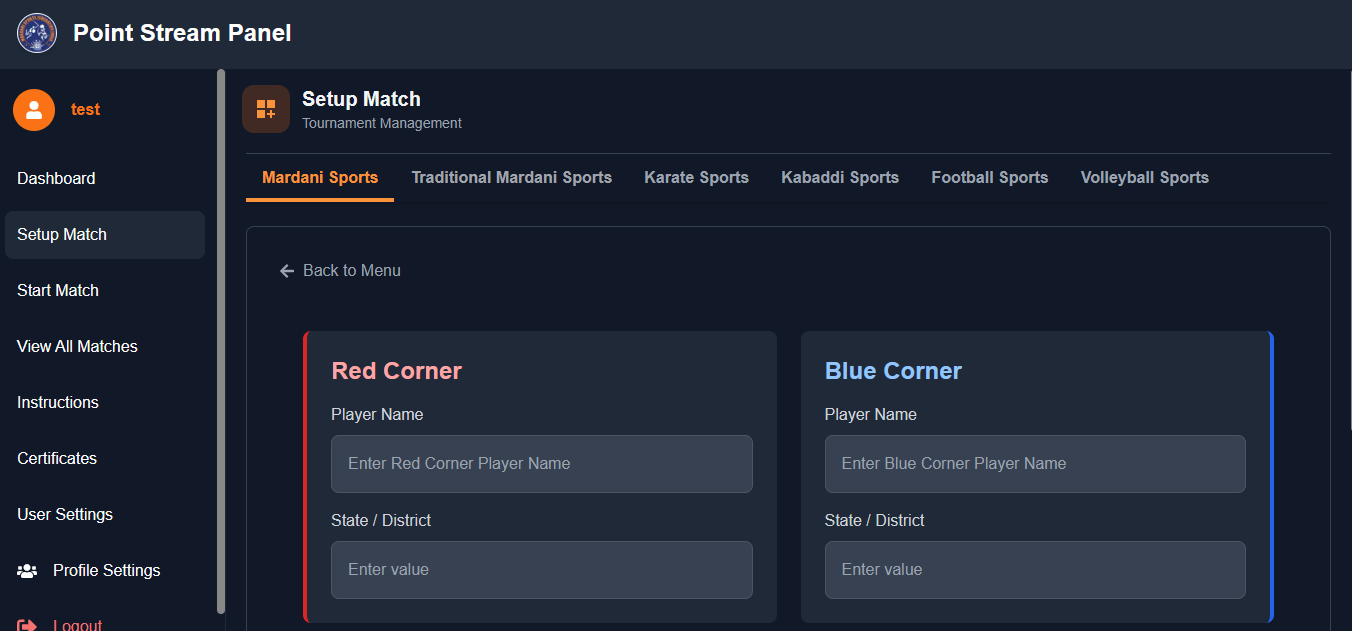 Point Stream Panel
test
Dashboard
Setup Match
Start Match
View All Matches
Instructions
Certificates
User Settings
Profile Settings
Logout
Setup Match
Tournament Management
Mardani Sports Traditional Mardani Sports Karate Sports Kabaddi Sports Football Sports Volleyball Sports
Back to Menu
Red Corner
Player Name
Enter Red Corner Player Name
State / District
Enter value
Blue Corner
Player Name
Enter Blue Corner Player Name
State / District
Enter value